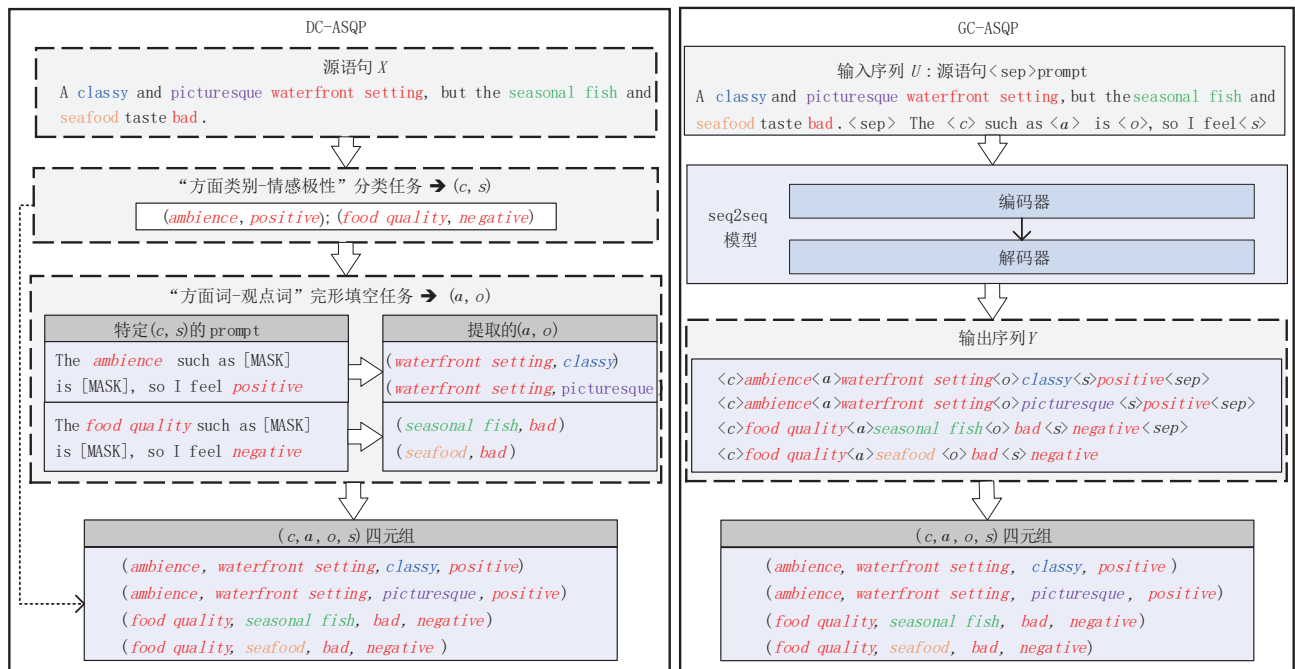 DC-ASQP
源语句 X
A classy and picturesque waterfront setting, but the seasonal fish and
seafood taste bad.
“方面类别-情感极性”分类任务 ➔ (c, s)
(ambience, positive); (food quality, negative)
“方面词-观点词”完形填空任务 ➔ (a, o)
特定(c, s)的 prompt
The ambience such as [MASK]
is [MASK], so I feel positive
The food quality such as [MASK]
is [MASK], so I feel negative
提取的(a, o)
(waterfront setting, classy)
(waterfront setting, picturesque)
(seasonal fish, bad)
(seafood, bad)
(c, a, o, s)四元组
(ambience, waterfront setting, classy, positive)
(ambience, waterfront setting, picturesque, positive)
(food quality, seasonal fish, bad, negative)
(food quality, seafood, bad, negative)
GC-ASQP
输入序列 U:源语句<sep>prompt
A classy and picturesque waterfront setting, but the seasonal fish and
seafood taste bad.<sep> The <c> such as <a> is <o>, so I feel<s>
seq2seq
模型
编码器
解码器
输出序列Y
<c>ambience<a>waterfront setting<o>classy<s>positive<sep>
<c>ambience<a>waterfront setting<o>picturesque<s>positive<sep>
<c>food quality<a>seasonal fish<o>bad<s>negative<sep>
<c>food quality<a>seafood<o>bad<s>negative
(c, a, o, s)四元组
(ambience, waterfront setting, classy, positive)
(ambience, waterfront setting, picturesque, positive)
(food quality, seasonal fish, bad, negative)
(food quality, seafood, bad, negative)